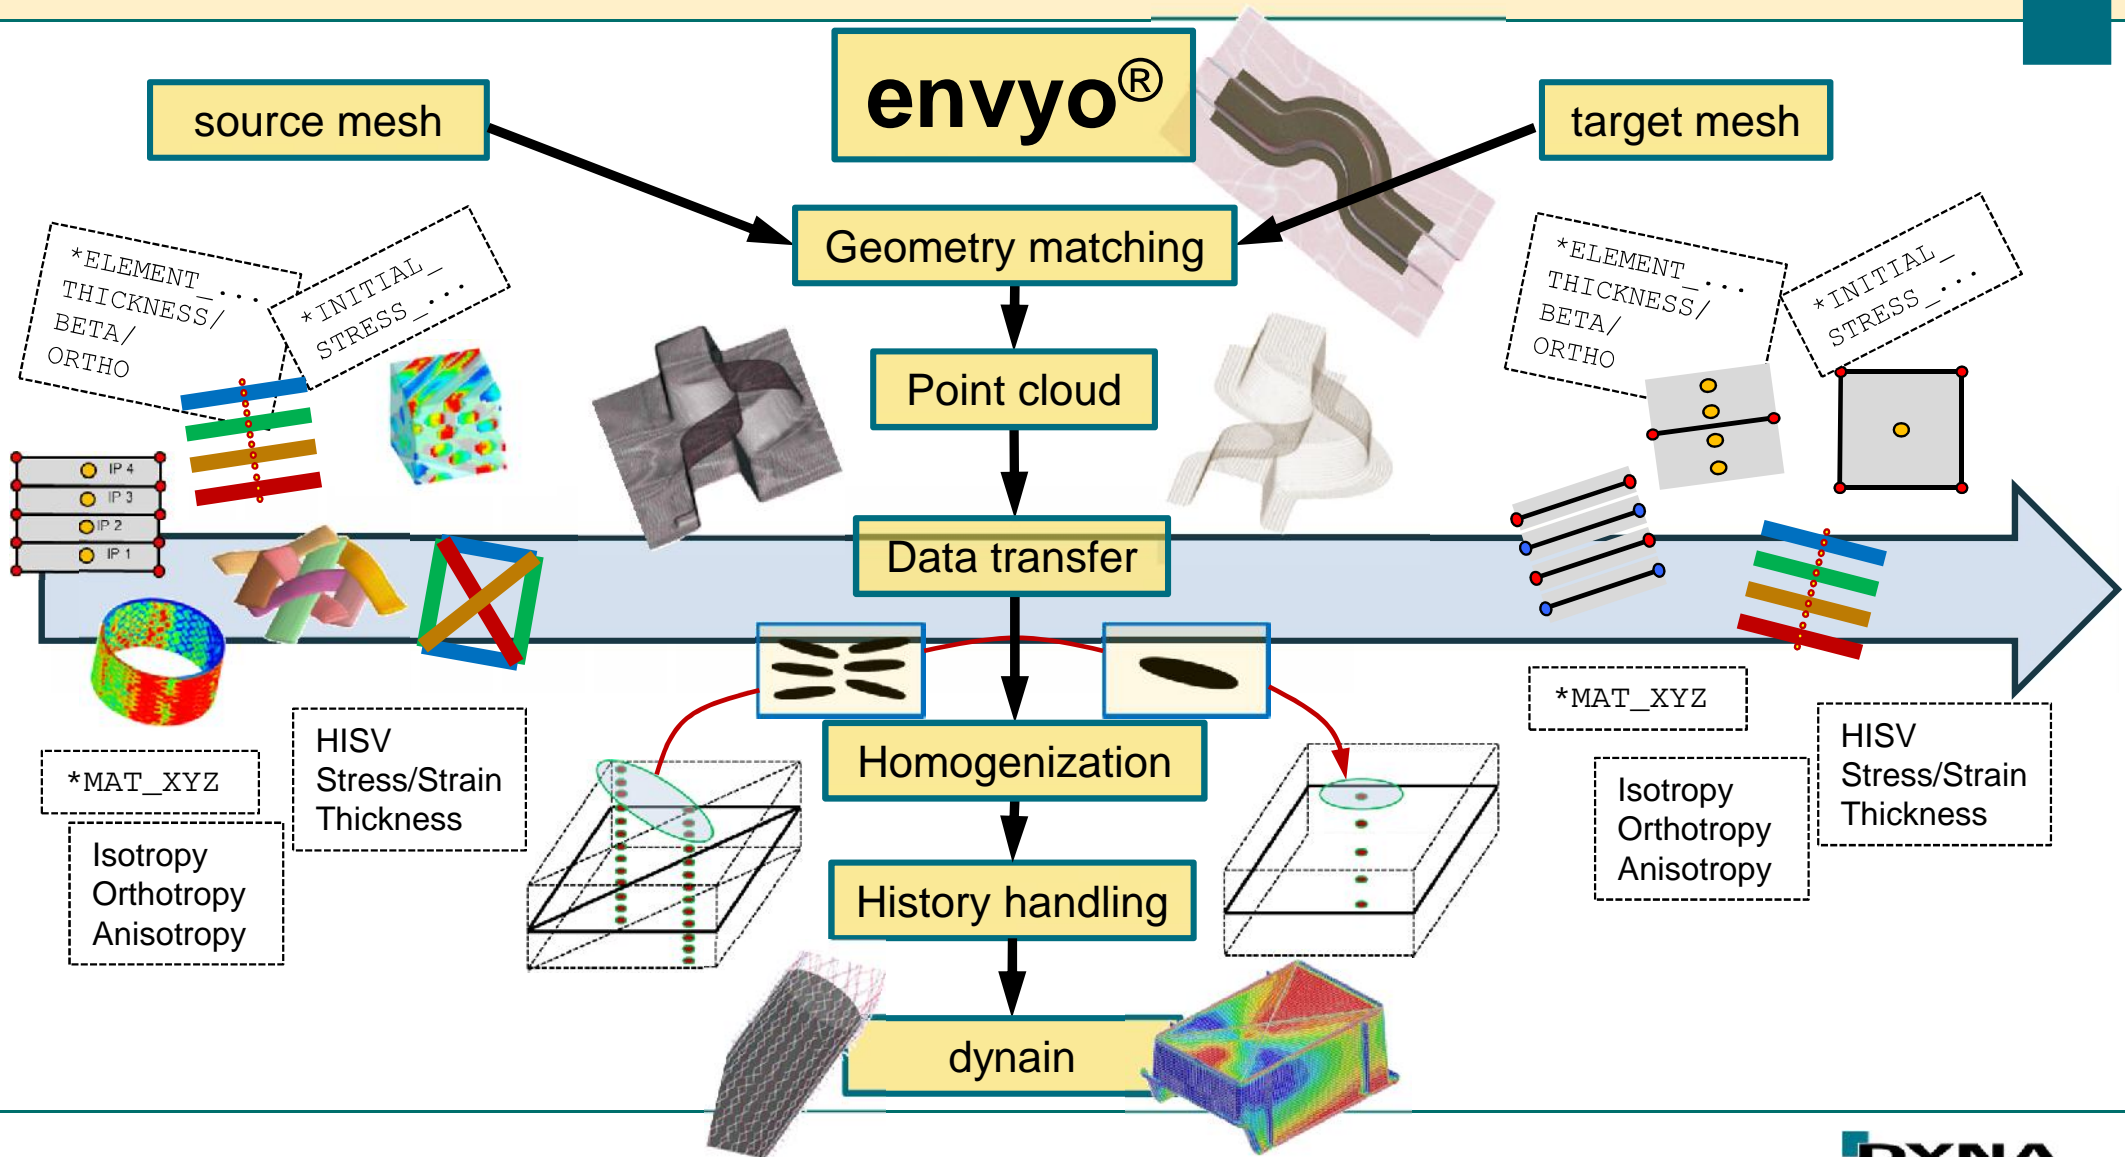 envyo®
source mesh
target mesh
Geometry matching
*ELEMENT_...
THICKNESS/
BETA/
ORTHO
*INITIAL_
STRESS_...
*ELEMENT_...
THICKNESS/
BETA/
ORTHO
*INITIAL_
STRESS_...
Point cloud
IP 4
IP 3
IP 2
IP 1
Data transfer
*MAT_XYZ
HISV
Stress/Strain
Thickness
Isotropy
Orthotropy
Anisotropy
Homogenization
*MAT_XYZ
HISV
Stress/Strain
Thickness
Isotropy
Orthotropy
Anisotropy
History handling
dynain
DYNA